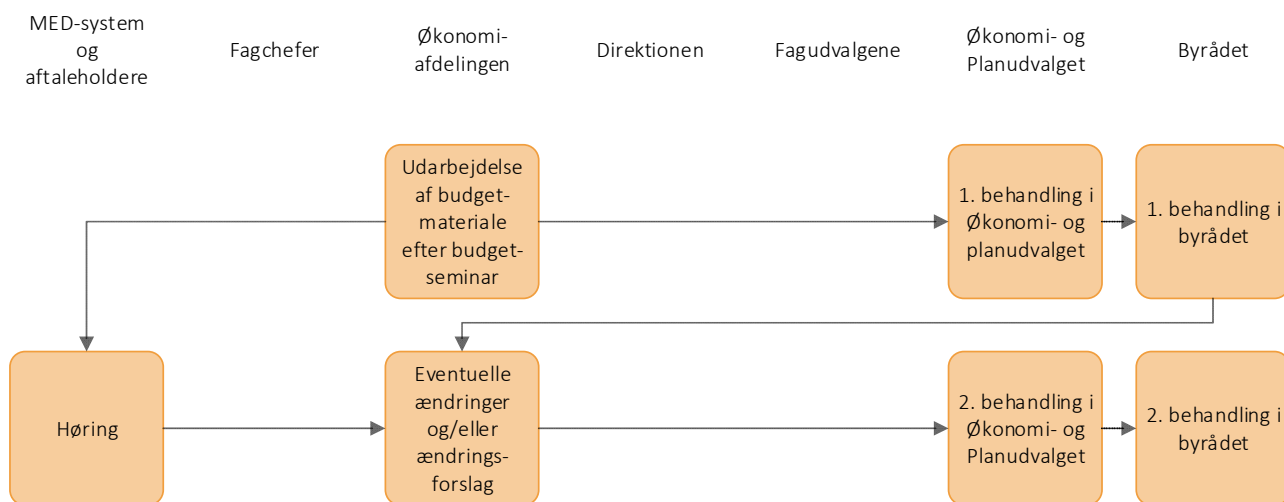 MED-system
og
aftaleholdere
Fagchefer
Økonomi-
afdelingen
Direktionen
Fagudvalgene
Økonomi- og
Planudvalget
Byrådet
Udarbejdelse
af budget-
materiale
efter budget-
seminar
1. behandling i
Økonomi- og
planudvalget
1. behandling i
byrådet
Høring
Eventuelle
ændringer
og/eller
ændrings-
forslag
2. behandling i
Økonomi- og
Planudvalget
2. behandling i
byrådet